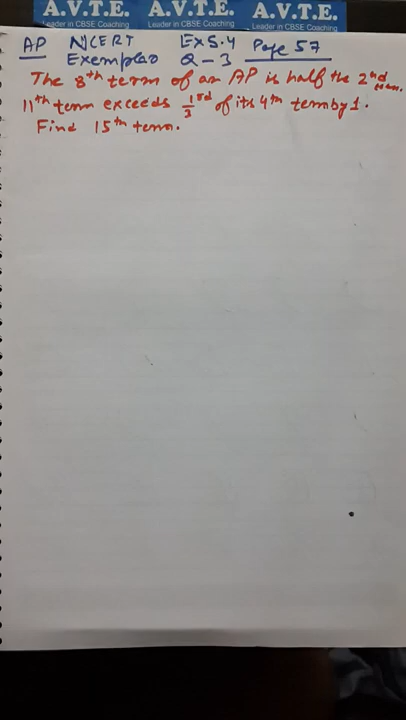 A.V.T.E. A.V.T.E. A.V.T.E.
Leader in CBSE Coaching Leader in CBSE Coaching Leader in CBSE Coaching
AP NCERT EX5.4 Page 57
Exemplar Q-3
The 8th term of an AP is half the 2nd term.
11th term exceeds 1/3rd of its 4th term by 1.
Find 15th term.